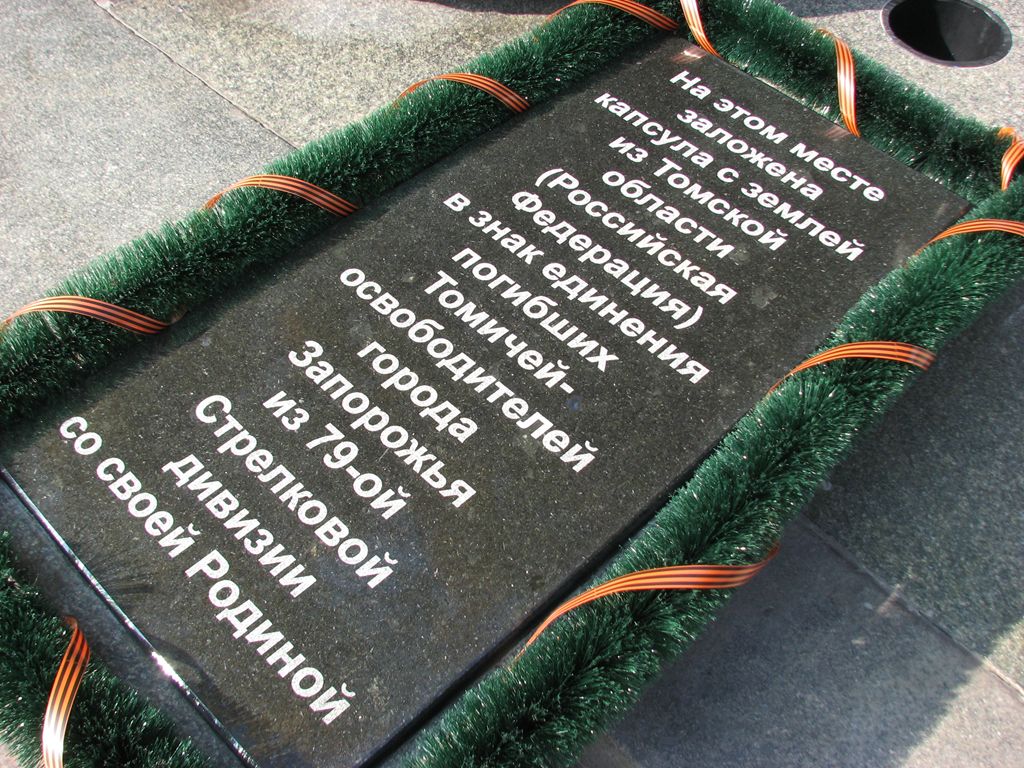 На этом месте
заложена
капсула с землей
из Томской
области
(Российская
Федерация)
в знак единения
погибших
Томичей-
освободителей
города
Запорожья
из 79-ой
Стрелковой
дивизии
со своей Родиной